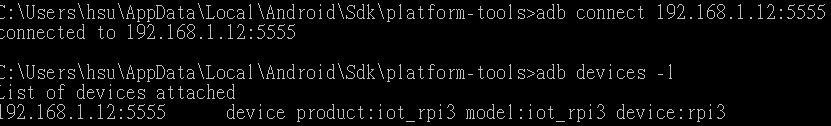 C:\Users\hsu\AppData\Local\Android\Sdk\platform-tools>adb connect 192.168.1.12:5555
connected to 192.168.1.12:5555
C:\Users\hsu\AppData\Local\Android\Sdk\platform-tools>adb devices -l
List of devices attached
192.168.1.12:5555 device product:iot_rpi3 model:iot_rpi3 device:rpi3